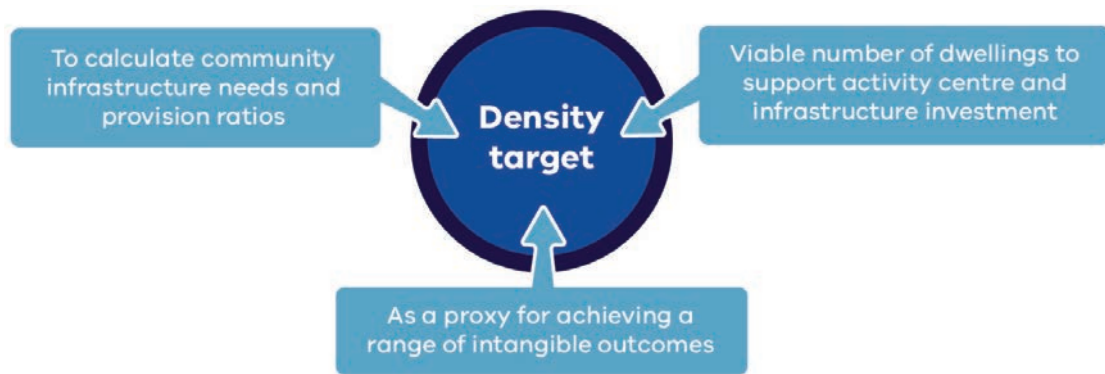 To calculate community
infrastructure needs and
provision ratios
Density
target
Viable number of dwellings to
support activity centre and
infrastructure investment
As a proxy for achieving a
range of intangible outcomes